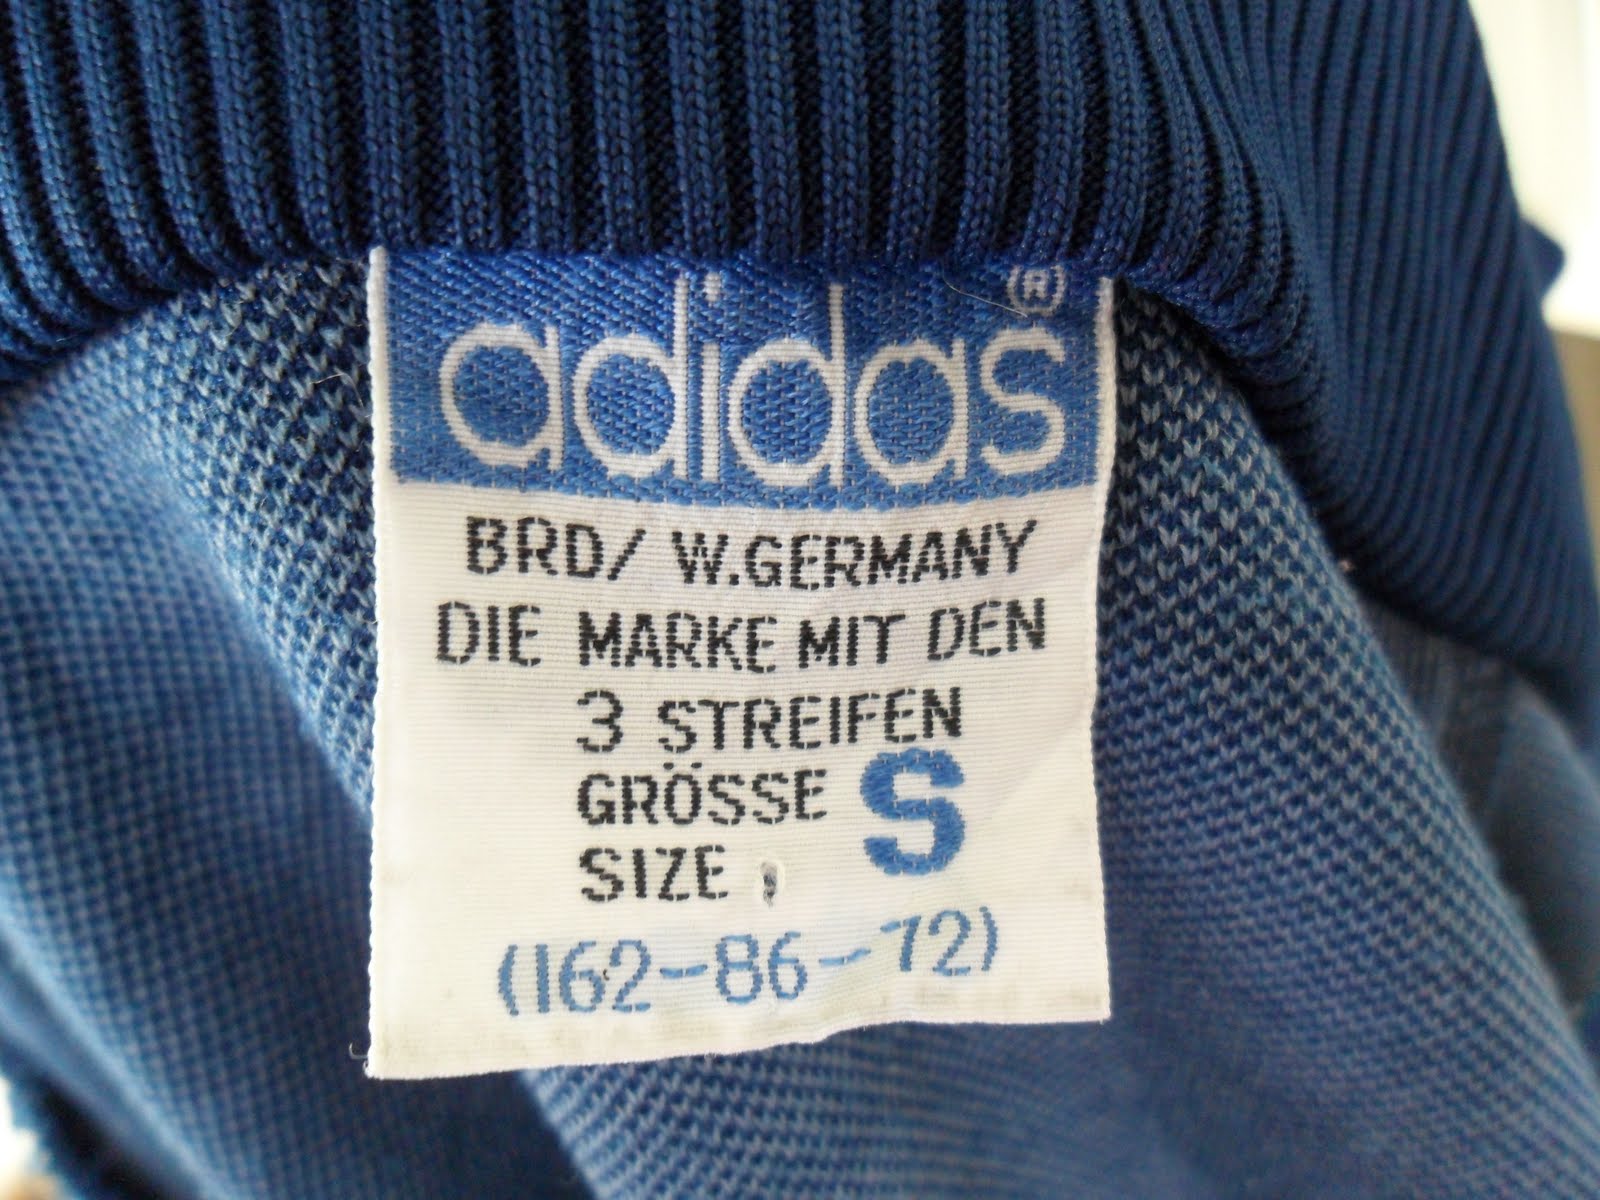 adidas®
BRD/ W.GERMANY
DIE MARKE MIT DEN
3 STREIFEN
GRÖSSE S
SIZE
(162-86-72)